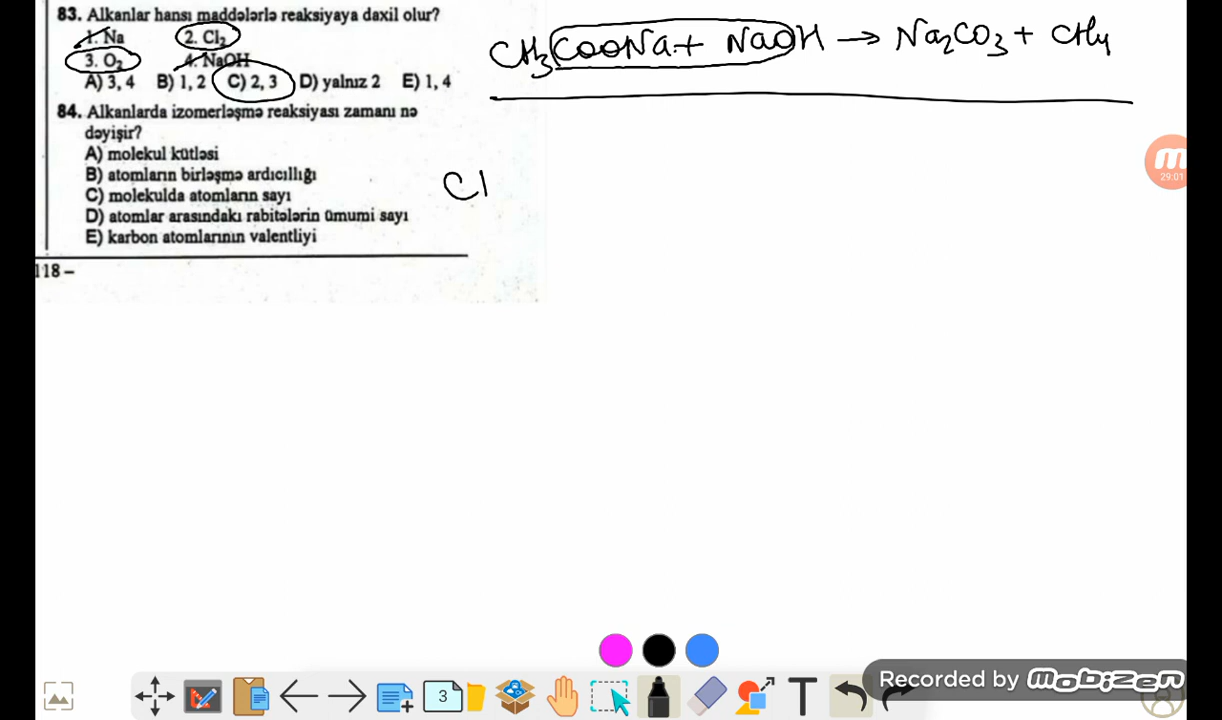 83. Alkanlar hansı maddələrlə reaksiyaya daxil olur?
1. Na 2. Cl₂
3. O₂ 4. NaOH
A) 3, 4 B) 1, 2 C) 2, 3 D) yalnız 2 E) 1, 4
84. Alkanlarda izomerləşmə reaksiyası zamanı nə
dəyişir?
A) molekul kütləsi
B) atomların birləşmə ardıcıllığı
C) molekulda atomların sayı
D) atomlar arasındakı rabitələrin ümumi sayı
E) karbon atomlarının valentliyi
118 –
CH₃COONa + NaOH → Na₂CO₃ + CH₄
Cl
m
29:01
3
T
Recorded by mobizen